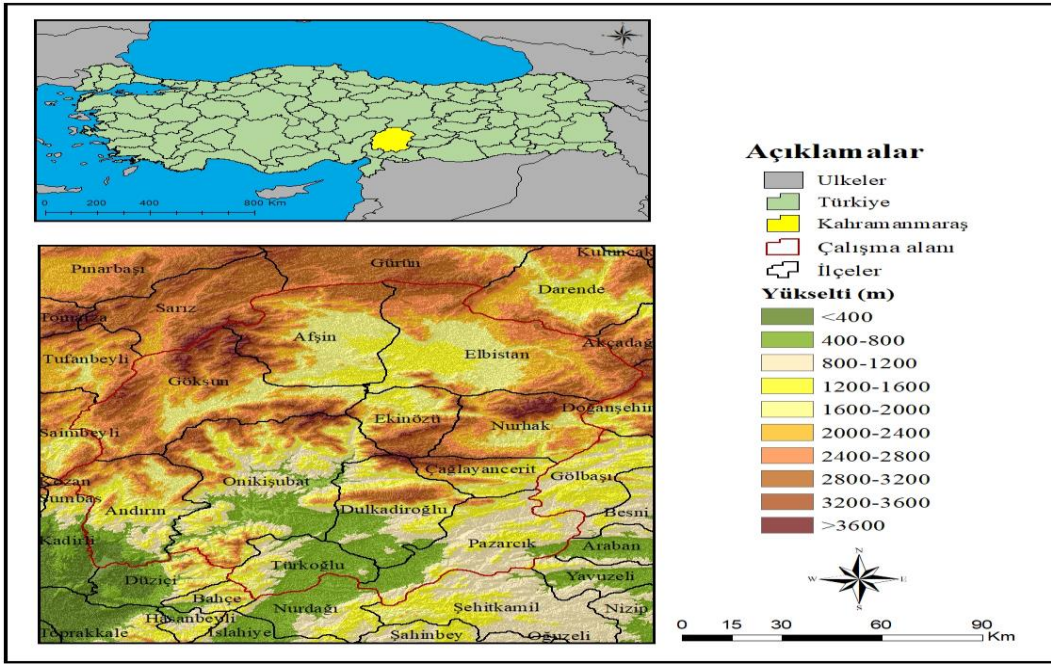 0 200 400 800 Km
Açıklamalar
Ulkeler
Türkiye
Kahramanmaraş
Çalışma alanı
İlçeler
Yükselti (m)
<400
400-800
800-1200
1200-1600
1600-2000
2000-2400
2400-2800
2800-3200
3200-3600
>3600
Pınarbaşı
Gürün
Kuluncak
Darende
Sarız
Tomarza
Afşin
Elbistan
Akçadağ
Tufanbeyli
Göksun
Ekinözü
Doğanşehir
Nurhak
Saimbeyli
Çağlayancerit
Gölbaşı
Kozan
Onikişubat
Sumbas
Andırın
Dulkadiroğlu
Besni
Kadirli
Pazarcık
Araban
Düziçi
Türkoğlu
Yavuzeli
Bahçe
Nurdağı
Şehitkamil
Nizip
Hasanbeyli
Toprakkale
İslahiye
Şahinbey
Oğuzeli
N
W E
S
0 15 30 60 90
Km